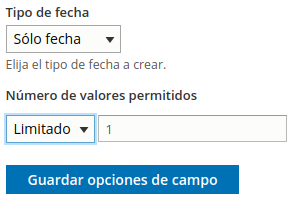 Tipo de fecha
Sólo fecha
Elija el tipo de fecha a crear.
Número de valores permitidos
Limitado 1
Guardar opciones de campo